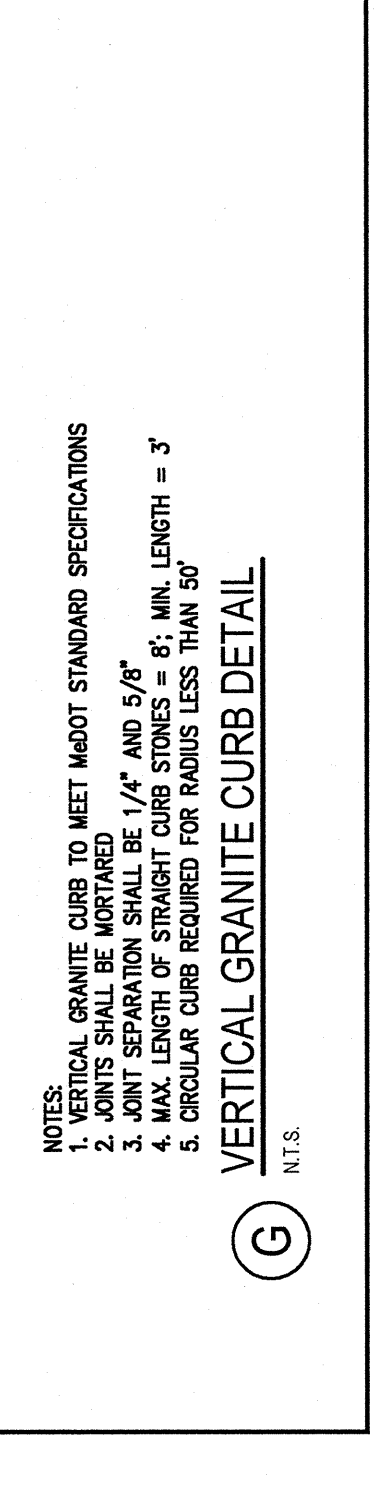 NOTES:
1. VERTICAL GRANITE CURB TO MEET MeDOT STANDARD SPECIFICATIONS
2. JOINTS SHALL BE MORTARED
3. JOINT SEPARATION SHALL BE 1/4" AND 5/8"
4. MAX. LENGTH OF STRAIGHT CURB STONES = 8'; MIN. LENGTH = 3'
5. CIRCULAR CURB REQUIRED FOR RADIUS LESS THAN 50'
G
VERTICAL GRANITE CURB DETAIL
N.T.S.